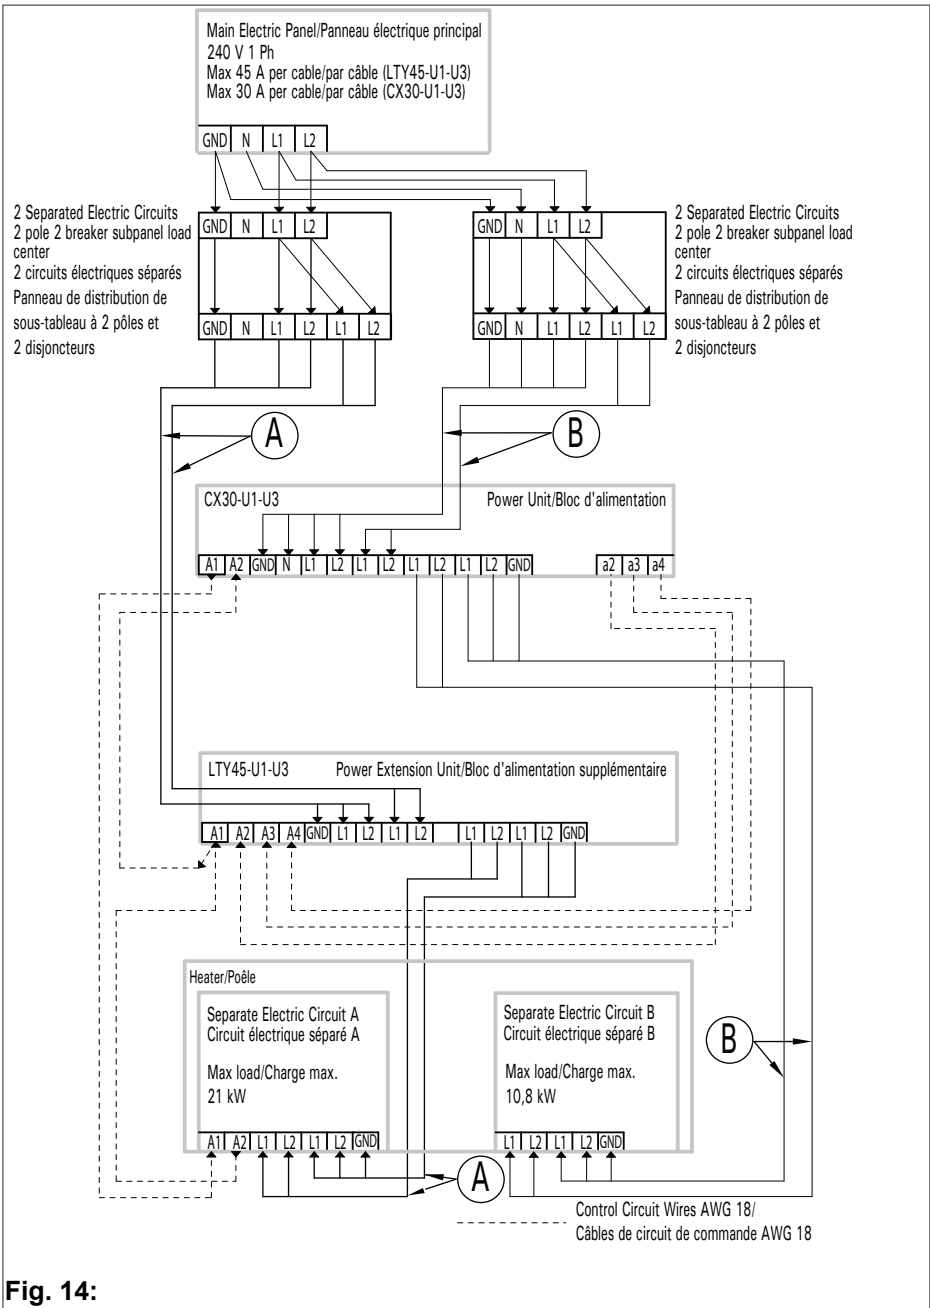 Main Electric Panel/Panneau électrique principal
240 V 1 Ph
Max 45 A per cable/par câble (LTY45-U1-U3)
Max 30 A per cable/par câble (CX30-U1-U3)
GND N L1 L2
2 Separated Electric Circuits
2 pole 2 breaker subpanel load
center
2 circuits électriques séparés
Panneau de distribution de
sous-tableau à 2 pôles et
2 disjoncteurs
GND N L1 L2
GND N L1 L2 L1 L2
GND N L1 L2
GND N L1 L2 L1 L2
2 Separated Electric Circuits
2 pole 2 breaker subpanel load
center
2 circuits électriques séparés
Panneau de distribution de
sous-tableau à 2 pôles et
2 disjoncteurs
A
B
CX30-U1-U3
Power Unit/Bloc d'alimentation
A1 A2 GND N L1 L2 L1 L2 L1 L2 L1 L2 GND
a2 a3 a4
LTY45-U1-U3
Power Extension Unit/Bloc d'alimentation supplémentaire
A1 A2 A3 A4 GND L1 L2 L1 L2 L1 L2 L1 L2 GND
Heater/Poêle
Separate Electric Circuit A
Circuit électrique séparé A
Max load/Charge max.
21 kW
A1 A2 L1 L2 L1 L2 GND
Separate Electric Circuit B
Circuit électrique séparé B
Max load/Charge max.
10,8 kW
L1 L2 L1 L2 GND
B
A
Control Circuit Wires AWG 18/
Câbles de circuit de commande AWG 18
Fig. 14: